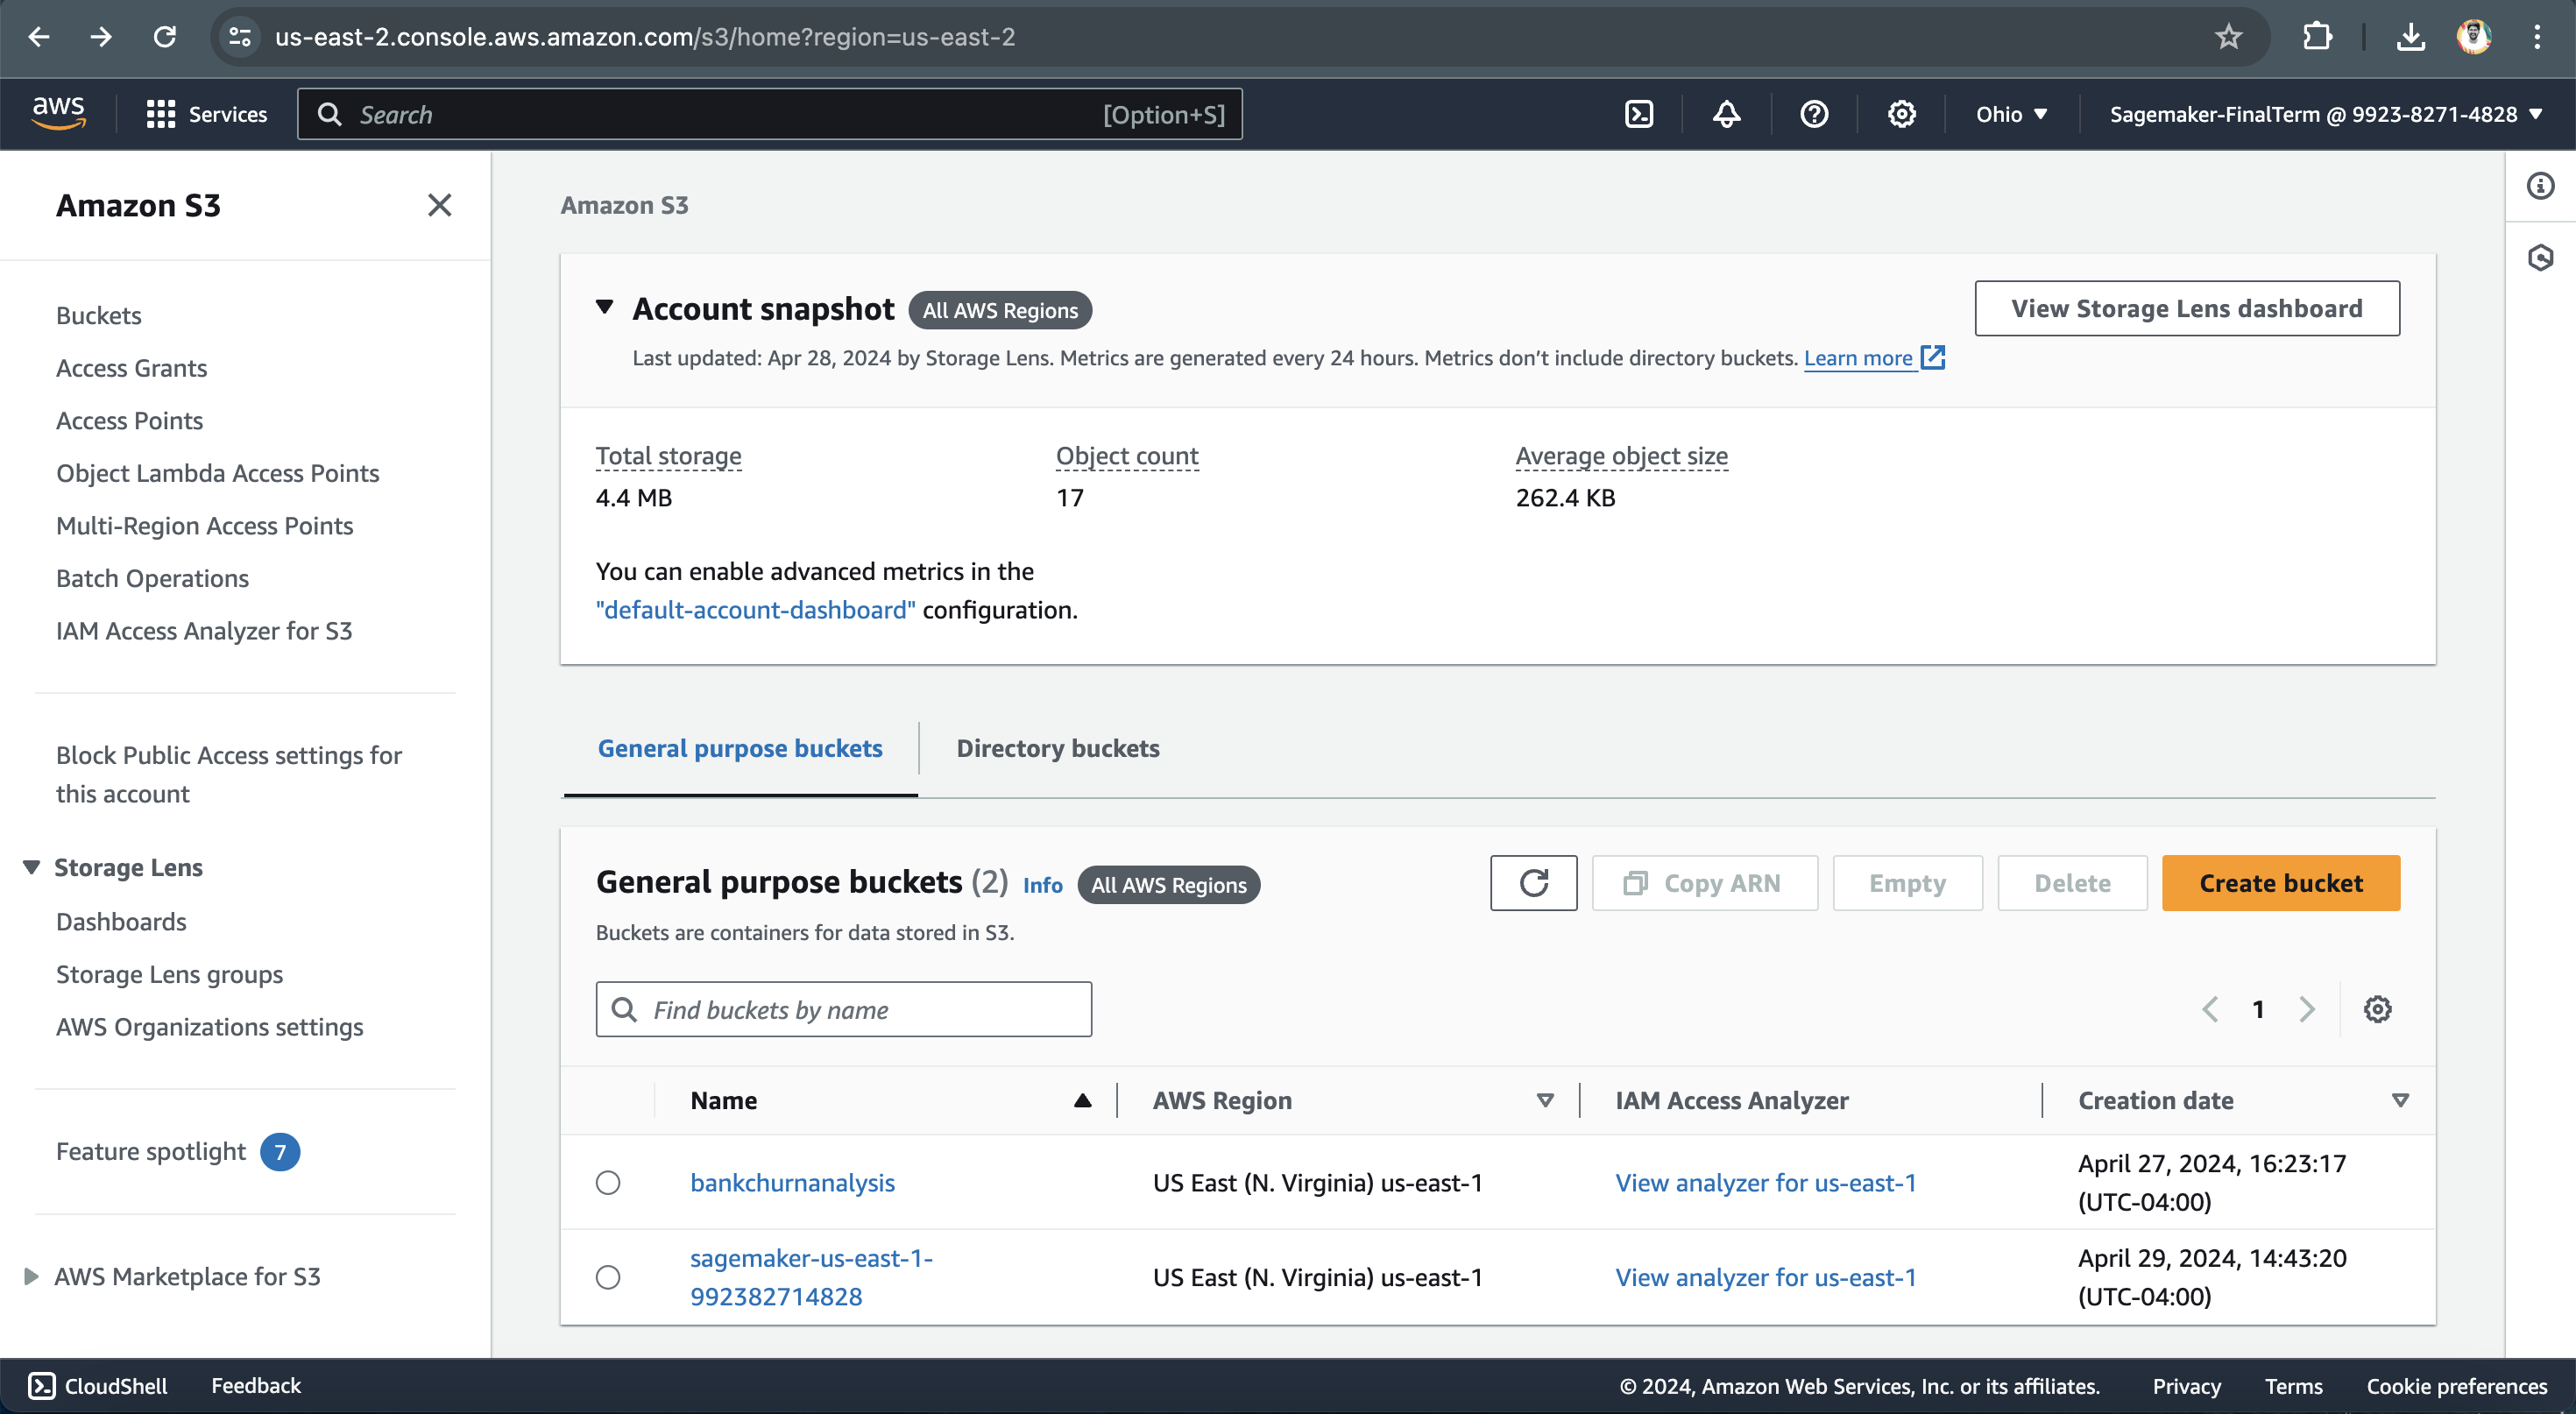 us-east-2.console.aws.amazon.com/s3/home?region=us-east-2
aws
Services
Search
[Option+S]
Ohio
Sagemaker-FinalTerm @ 9923-8271-4828
Amazon S3
Buckets
Access Grants
Access Points
Object Lambda Access Points
Multi-Region Access Points
Batch Operations
IAM Access Analyzer for S3
Block Public Access settings for
this account
Storage Lens
Dashboards
Storage Lens groups
AWS Organizations settings
Feature spotlight 7
AWS Marketplace for S3
Amazon S3
Account snapshot All AWS Regions
View Storage Lens dashboard
Last updated: Apr 28, 2024 by Storage Lens. Metrics are generated every 24 hours. Metrics don’t include directory buckets. Learn more
Total storage
4.4 MB
Object count
17
Average object size
262.4 KB
You can enable advanced metrics in the
"default-account-dashboard" configuration.
General purpose buckets
Directory buckets
General purpose buckets (2) Info All AWS Regions
Copy ARN
Empty
Delete
Create bucket
Buckets are containers for data stored in S3.
Find buckets by name
1
Name
AWS Region
IAM Access Analyzer
Creation date
bankchurnanalysis
US East (N. Virginia) us-east-1
View analyzer for us-east-1
April 27, 2024, 16:23:17
(UTC-04:00)
sagemaker-us-east-1-
992382714828
US East (N. Virginia) us-east-1
View analyzer for us-east-1
April 29, 2024, 14:43:20
(UTC-04:00)
CloudShell
Feedback
© 2024, Amazon Web Services, Inc. or its affiliates.
Privacy
Terms
Cookie preferences